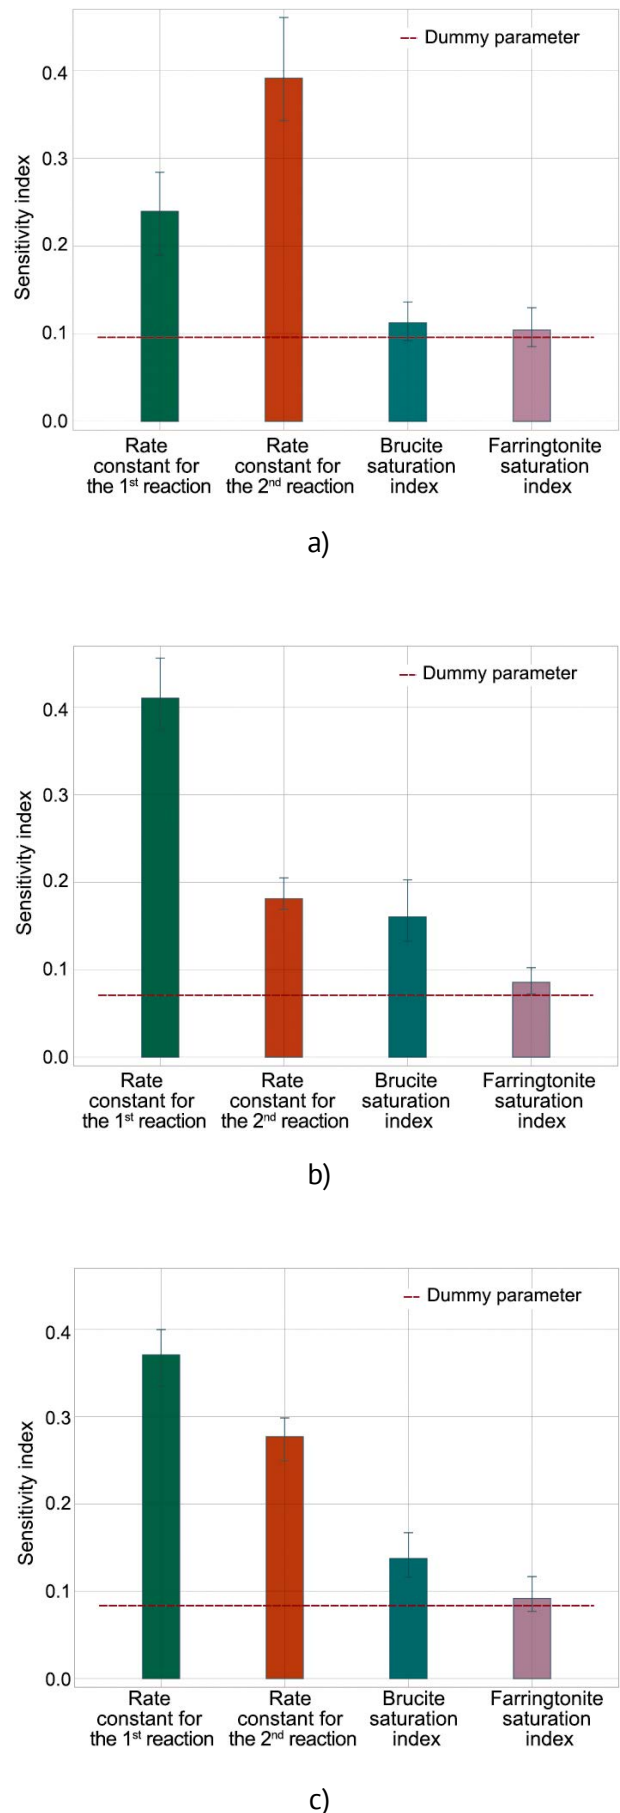 Dummy parameter
0.4
0.3
0.2
0.1
0.0
Sensitivity index
Rate
constant for
the 1st reaction
Rate
constant for
the 2nd reaction
Brucite
saturation
index
Farringtonite
saturation
index
a)
Dummy parameter
0.4
0.3
0.2
0.1
0.0
Sensitivity index
Rate
constant for
the 1st reaction
Rate
constant for
the 2nd reaction
Brucite
saturation
index
Farringtonite
saturation
index
b)
Dummy parameter
0.4
0.3
0.2
0.1
0.0
Sensitivity index
Rate
constant for
the 1st reaction
Rate
constant for
the 2nd reaction
Brucite
saturation
index
Farringtonite
saturation
index
c)